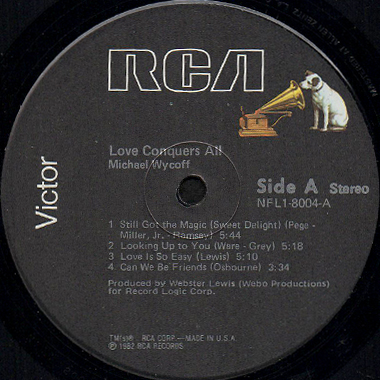 RCA
Victor
Love Conquers All
Michael Wycoff
Side A Stereo
NFL1-8004-A
1 Still Got the Magic (Sweet Delight) (Pege -
Miller, Jr. - Ramsey) 5:44
2 Looking Up to You (Ware - Grey) 5:18
3 Love Is So Easy (Lewis) 5:10
4 Can We Be Friends (Osbourne) 3:34
Produced by Webster Lewis (Webo Productions)
for Record Logic Corp.
TM(s)® RCA CORP. — MADE IN U.S.A.
Ⓟ 1982 RCA RECORDS